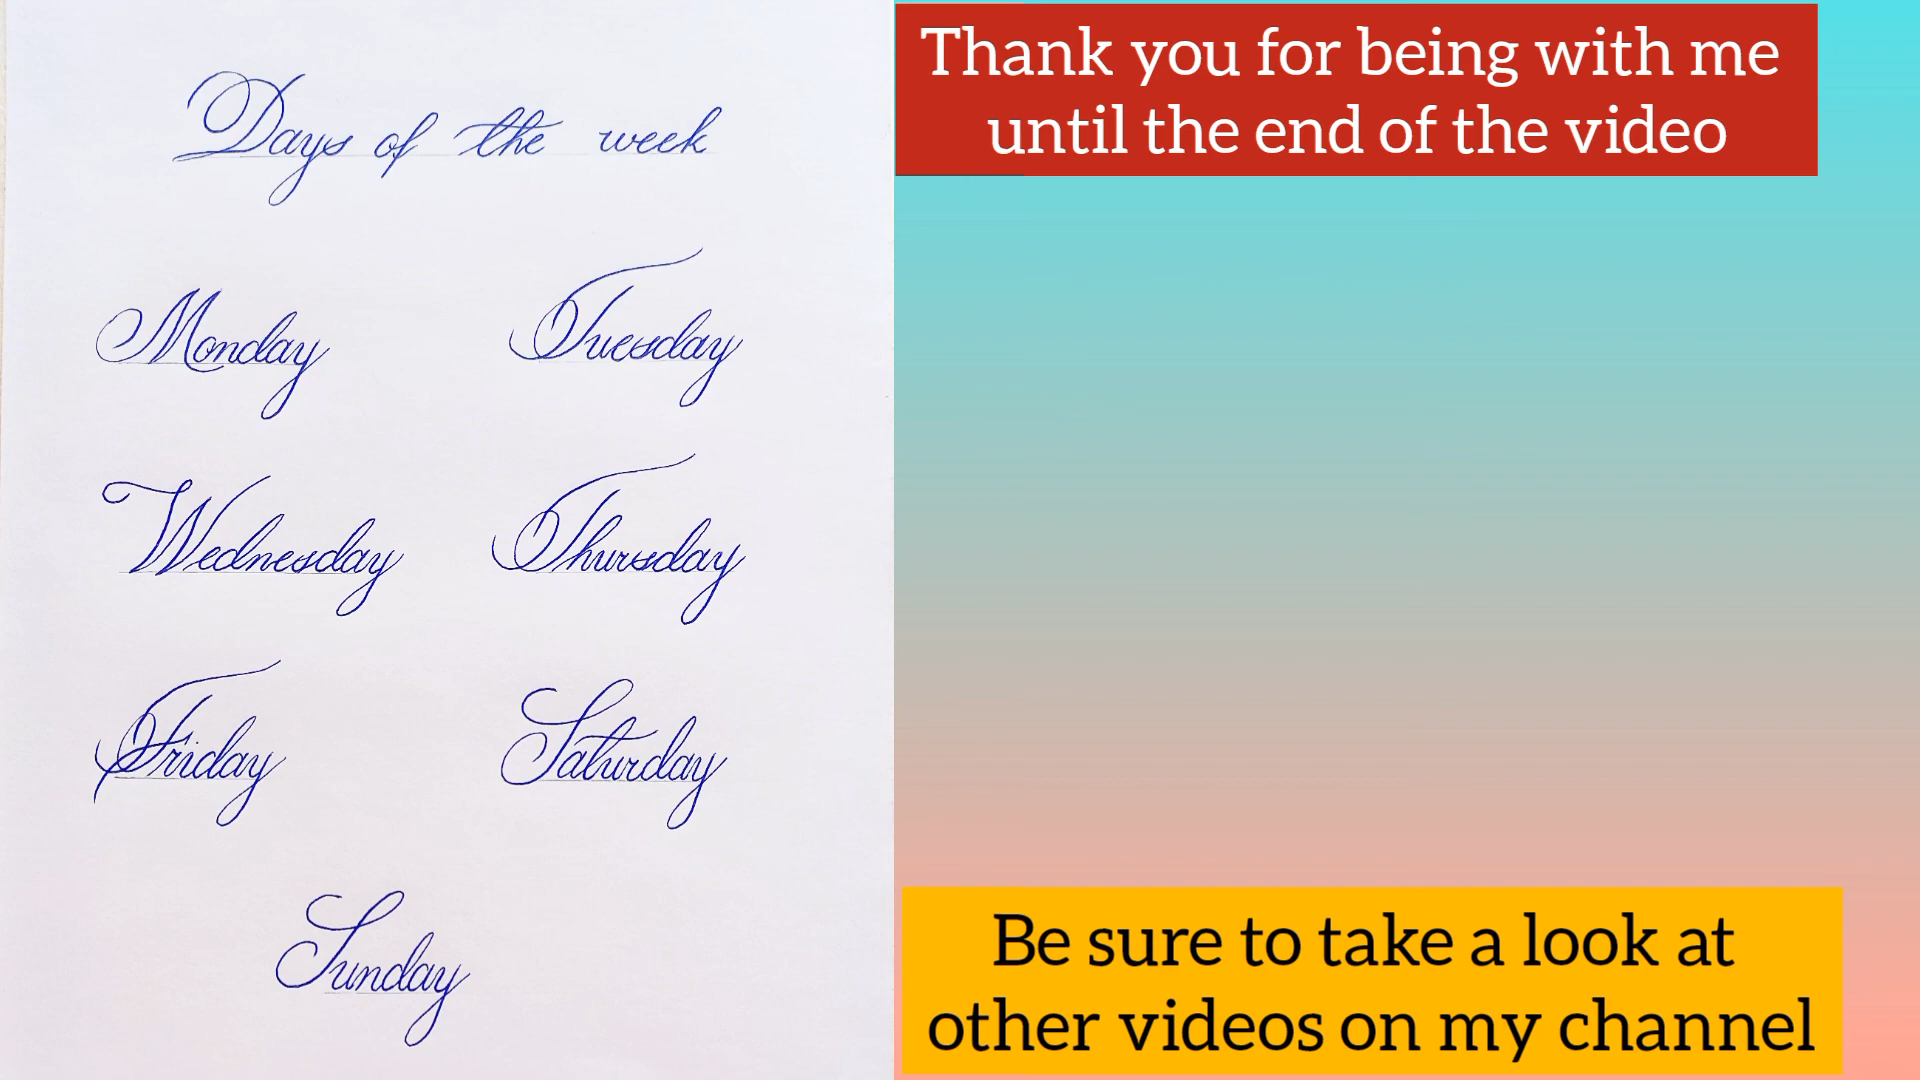 Days of the week
Monday
Tuesday
Wednesday
Thursday
Friday
Saturday
Sunday
Thank you for being with me
until the end of the video
Be sure to take a look at
other videos on my channel